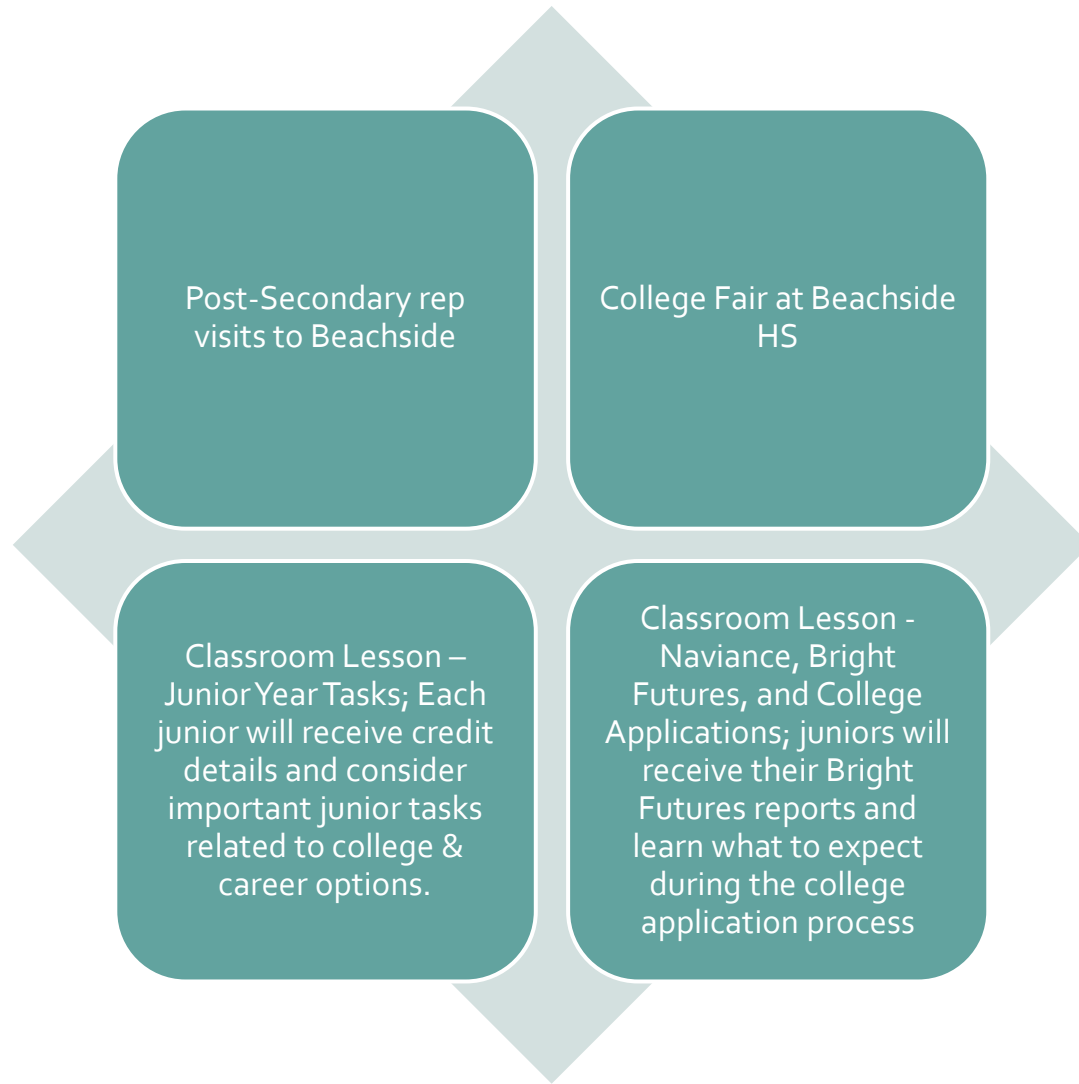 Post-Secondary rep
visits to Beachside
College Fair at Beachside
HS
Classroom Lesson –
Junior Year Tasks; Each
junior will receive credit
details and consider
important junior tasks
related to college &
career options.
Classroom Lesson -
Naviance, Bright
Futures, and College
Applications; juniors will
receive their Bright
Futures reports and
learn what to expect
during the college
application process